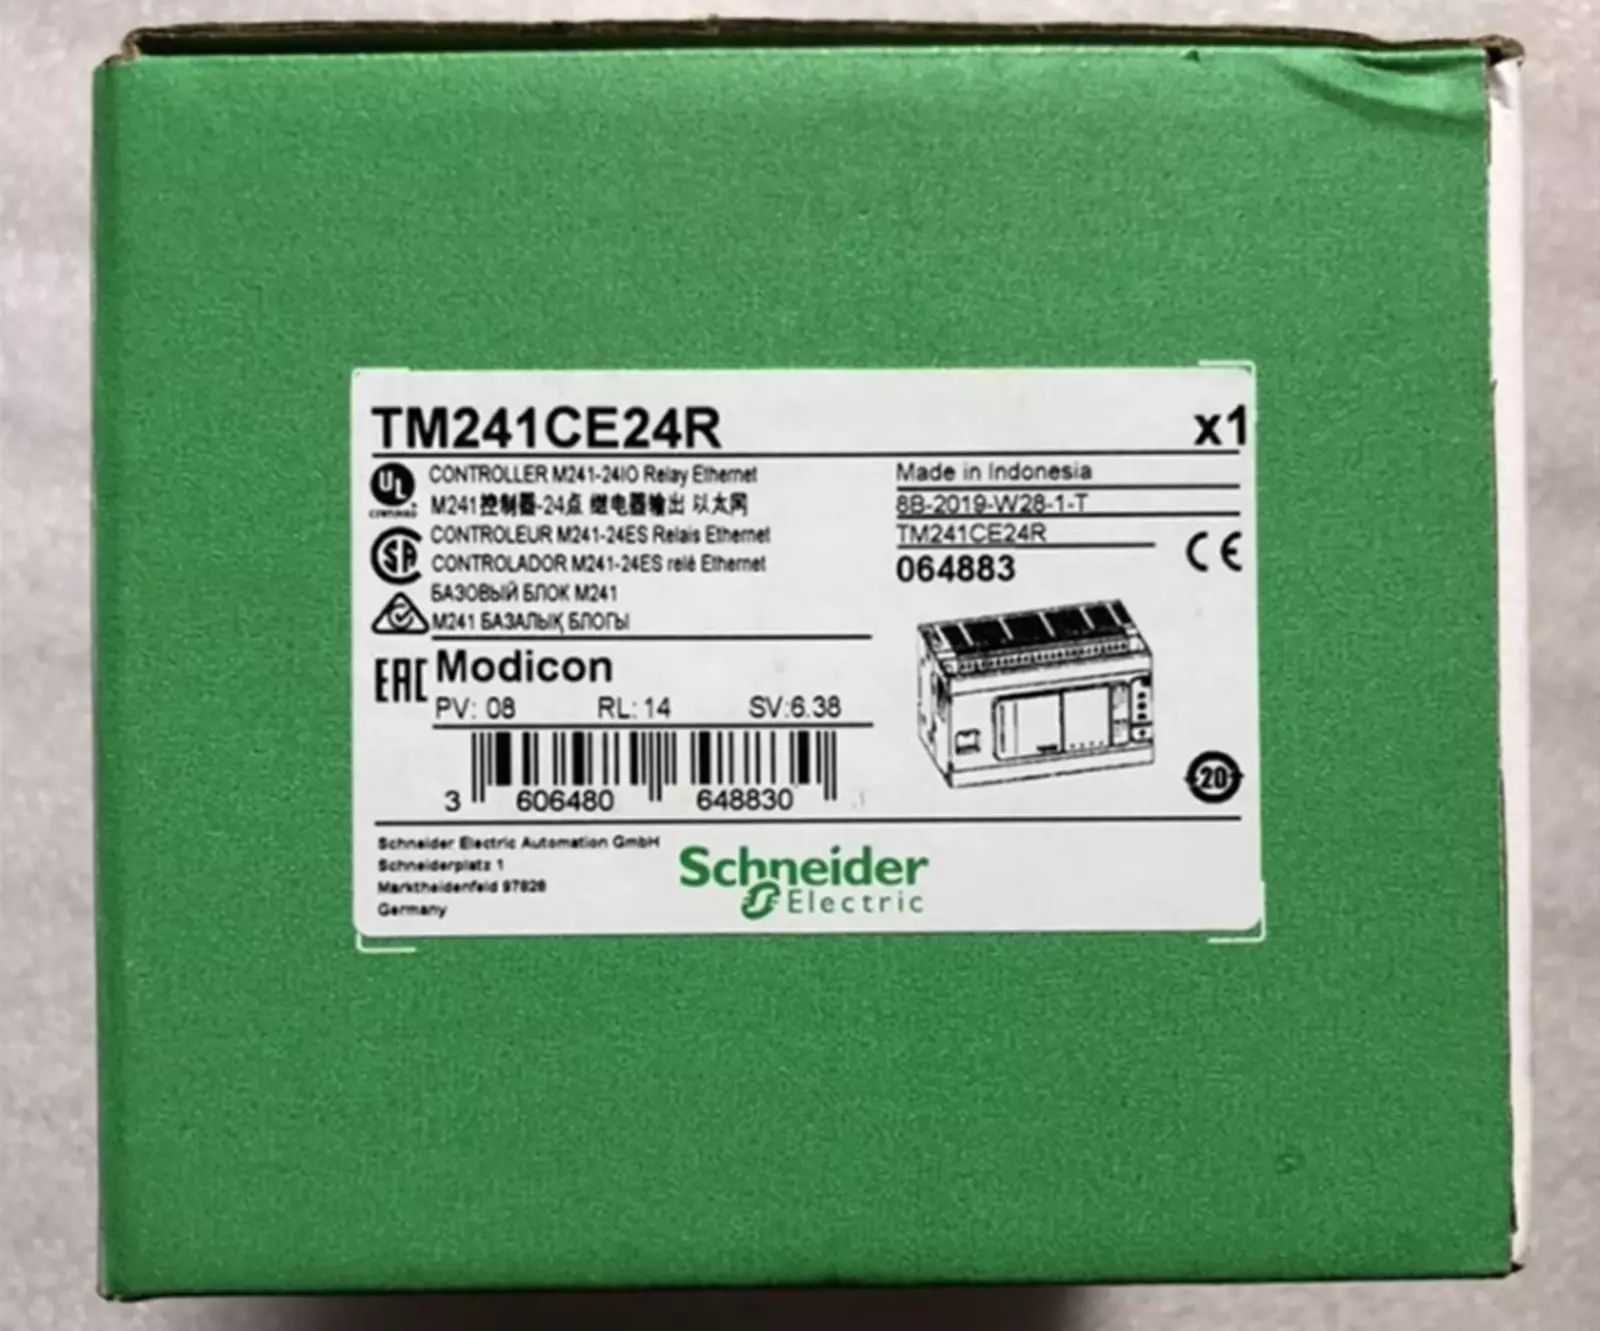 TM241CE24R x1
CONTROLLER M241-24IO Relay Ethernet
M241控制器-24点 继电器输出 以太网
CONTROLEUR M241-24ES Relais Ethernet
CONTROLADOR M241-24ES relé Ethernet
БАЗОВЫЙ БЛОК M241
M241 БАЗАЛЫҚ БЛОГЫ
Made in Indonesia
8B-2019-W28-1-T
TM241CE24R
064883
CE
UL
SA
EAC
Modicon
PV: 08 RL: 14 SV:6.38
3 606480 648830
20
Schneider Electric Automation GmbH
Schneiderplatz 1
Marktheidenfeld 97828
Germany
Schneider
Electric